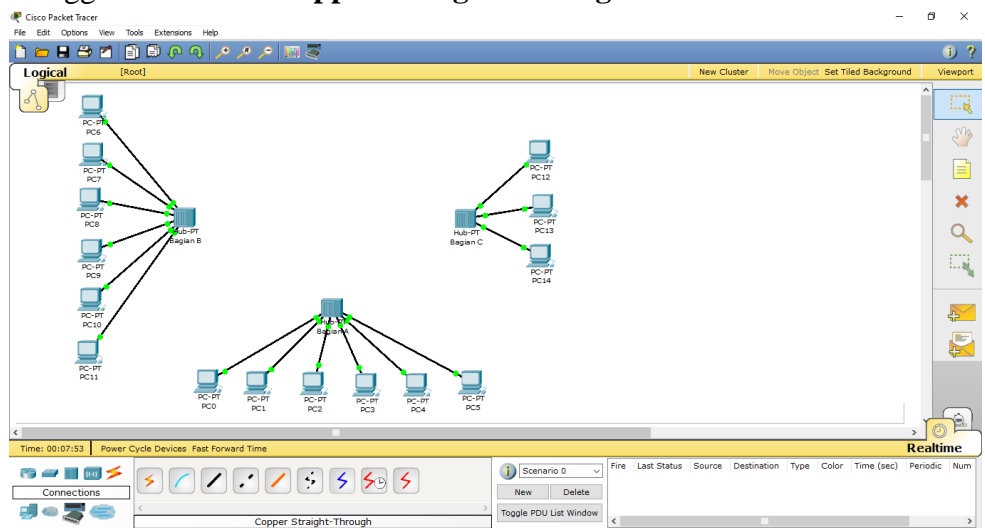 Cisco Packet Tracer
File Edit Options View Tools Extensions Help
Logical [Root] New Cluster Move Object Set Tiled Background Viewport
PC-PT
PC6
PC-PT
PC7
PC-PT
PC8
PC-PT
PC9
PC-PT
PC10
PC-PT
PC11
Hub-PT
Bagian B
PC-PT
PC12
PC-PT
PC13
PC-PT
PC14
Hub-PT
Bagian C
Hub-PT
Bagian A
PC-PT
PC0
PC-PT
PC1
PC-PT
PC2
PC-PT
PC3
PC-PT
PC4
PC-PT
PC5
Time: 00:07:53 Power Cycle Devices Fast Forward Time Realtime
Connections
Copper Straight-Through
Scenario 0
New Delete
Toggle PDU List Window
Fire Last Status Source Destination Type Color Time (sec) Periodic Num